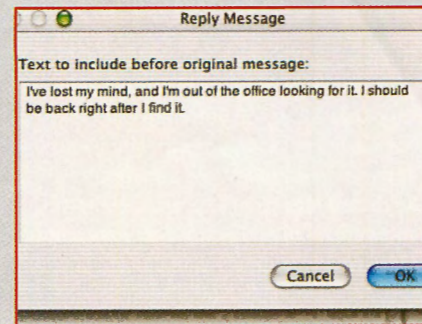 Reply Message
Text to include before original message:
I've lost my mind, and I'm out of the office looking for it. I should
be back right after I find it.
Cancel
OK